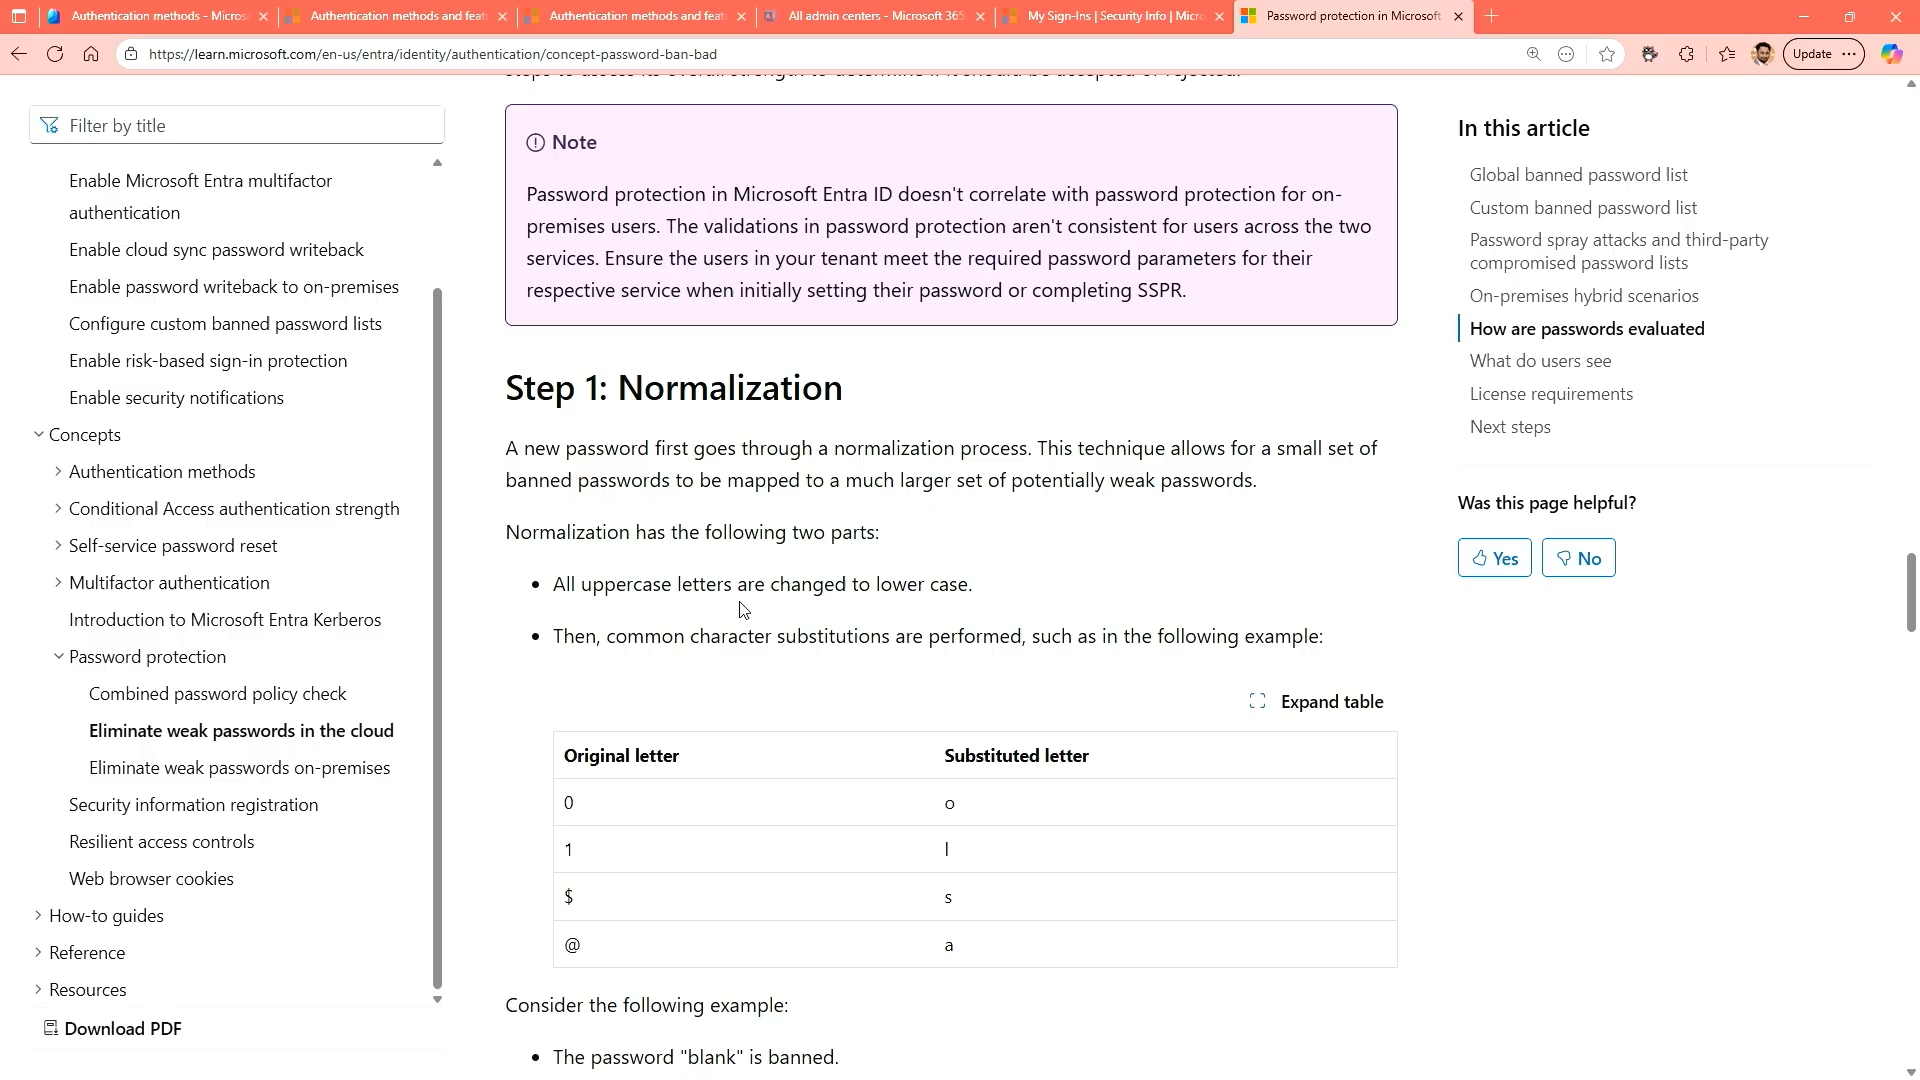 Authentication methods - Micros
Authentication methods and feat
Authentication methods and feat
All admin centers - Microsoft 365
My Sign-Ins | Security Info | Micro
Password protection in Microsoft
https://learn.microsoft.com/en-us/entra/identity/authentication/concept-password-ban-bad
Update
Filter by title
Enable Microsoft Entra multifactor
authentication
Enable cloud sync password writeback
Enable password writeback to on-premises
Configure custom banned password lists
Enable risk-based sign-in protection
Enable security notifications
Concepts
Authentication methods
Conditional Access authentication strength
Self-service password reset
Multifactor authentication
Introduction to Microsoft Entra Kerberos
Password protection
Combined password policy check
Eliminate weak passwords in the cloud
Eliminate weak passwords on-premises
Security information registration
Resilient access controls
Web browser cookies
How-to guides
Reference
Resources
Download PDF
steps to assess its overall strength to determine if it should be accepted or rejected.
Note
Password protection in Microsoft Entra ID doesn't correlate with password protection for on-
premises users. The validations in password protection aren't consistent for users across the two
services. Ensure the users in your tenant meet the required password parameters for their
respective service when initially setting their password or completing SSPR.
Step 1: Normalization
A new password first goes through a normalization process. This technique allows for a small set of
banned passwords to be mapped to a much larger set of potentially weak passwords.
Normalization has the following two parts:
• All uppercase letters are changed to lower case.
• Then, common character substitutions are performed, such as in the following example:
Expand table
Original letter Substituted letter
0 o
1 l
$ s
@ a
Consider the following example:
• The password "blank" is banned.
In this article
Global banned password list
Custom banned password list
Password spray attacks and third-party
compromised password lists
On-premises hybrid scenarios
How are passwords evaluated
What do users see
License requirements
Next steps
Was this page helpful?
Yes
No